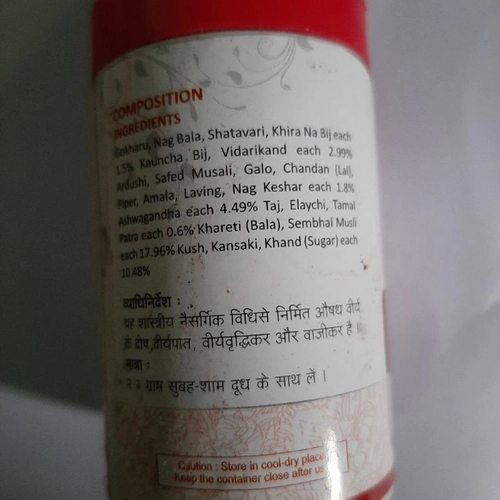 COMPOSITION
INGREDIENTS
Gokharu, Nag Bala, Shatavari, Khira Na Bij each
1.5% Kauncha, Bij, Vidarikand each 2.99%
Ardushi, Safed Musali, Galo, Chandan (Lal),
Piper, Amala, Laving, Nag Keshar each 1.8%
Ashwagandha each 4.49% Taj, Elaychi, Tamal
Patra each 0.6% Khareti (Bala), Sembhal Musli
each 17.96% Kush, Kansaki, Khand (Sugar) each
10.48%
व्याधिनिर्देश :
यह शास्त्रीय नैसर्गिक विधिसे निर्मित औषध वीर्य
के दोष,वीर्यपात, वीर्यवृद्धिकर और वाजीकर है ।
मात्रा :
ग्राम सुबह-शाम दूध के साथ लें ।
Caution : Store in cool-dry place
Keep the container close after